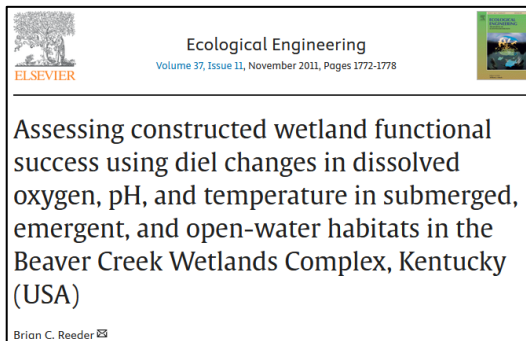 ELSEVIER
Ecological Engineering
Volume 37, Issue 11, November 2011, Pages 1772-1778
Assessing constructed wetland functional
success using diel changes in dissolved
oxygen, pH, and temperature in submerged,
emergent, and open-water habitats in the
Beaver Creek Wetlands Complex, Kentucky
(USA)
Brian C. Reeder